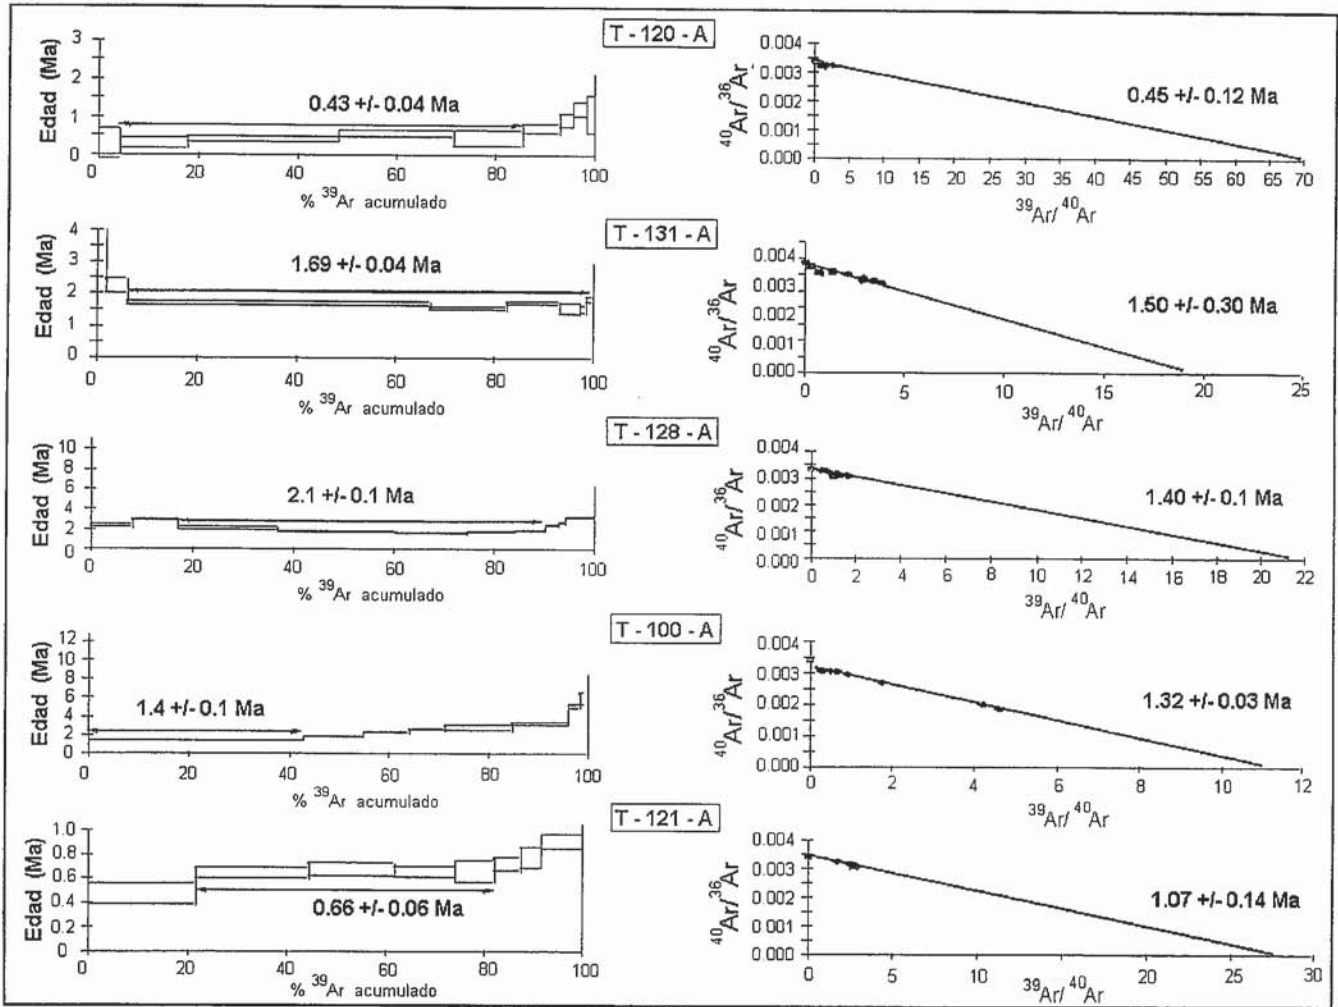 T - 120 - A
Edad (Ma)
3
2
1
0
0.43 +/- 0.04 Ma
0 20 40 60 80 100
% 39Ar acumulado
40Ar/36Ar
0.004
0.003
0.002
0.001
0.000
0.45 +/- 0.12 Ma
0 5 10 15 20 25 30 35 40 45 50 55 60 65 70
39Ar/ 40Ar
T - 131 - A
Edad (Ma)
4
3
2
1
0
1.69 +/- 0.04 Ma
0 20 40 60 80 100
% 39Ar acumulado
40Ar/36Ar
0.004
0.003
0.002
0.001
0.000
1.50 +/- 0.30 Ma
0 5 10 15 20 25
39Ar/ 40Ar
T - 128 - A
Edad (Ma)
10
8
6
4
2
0
2.1 +/- 0.1 Ma
0 20 40 60 80 100
% 39Ar acumulado
40Ar/36Ar
0.004
0.003
0.002
0.001
0.000
1.40 +/- 0.1 Ma
0 2 4 6 8 10 12 14 16 18 20 22
39Ar/ 40Ar
T - 100 - A
Edad (Ma)
12
10
8
6
4
2
0
1.4 +/- 0.1 Ma
0 20 40 60 80 100
% 39Ar acumulado
40Ar/36Ar
0.004
0.003
0.002
0.001
0.000
1.32 +/- 0.03 Ma
0 2 4 6 8 10 12
39Ar/ 40Ar
T - 121 - A
Edad (Ma)
1.0
0.8
0.6
0.4
0.2
0
0.66 +/- 0.06 Ma
0 20 40 60 80 100
% 39Ar acumulado
40Ar/36Ar
0.004
0.003
0.002
0.001
0.000
1.07 +/- 0.14 Ma
0 5 10 15 20 25 30
39Ar/ 40Ar